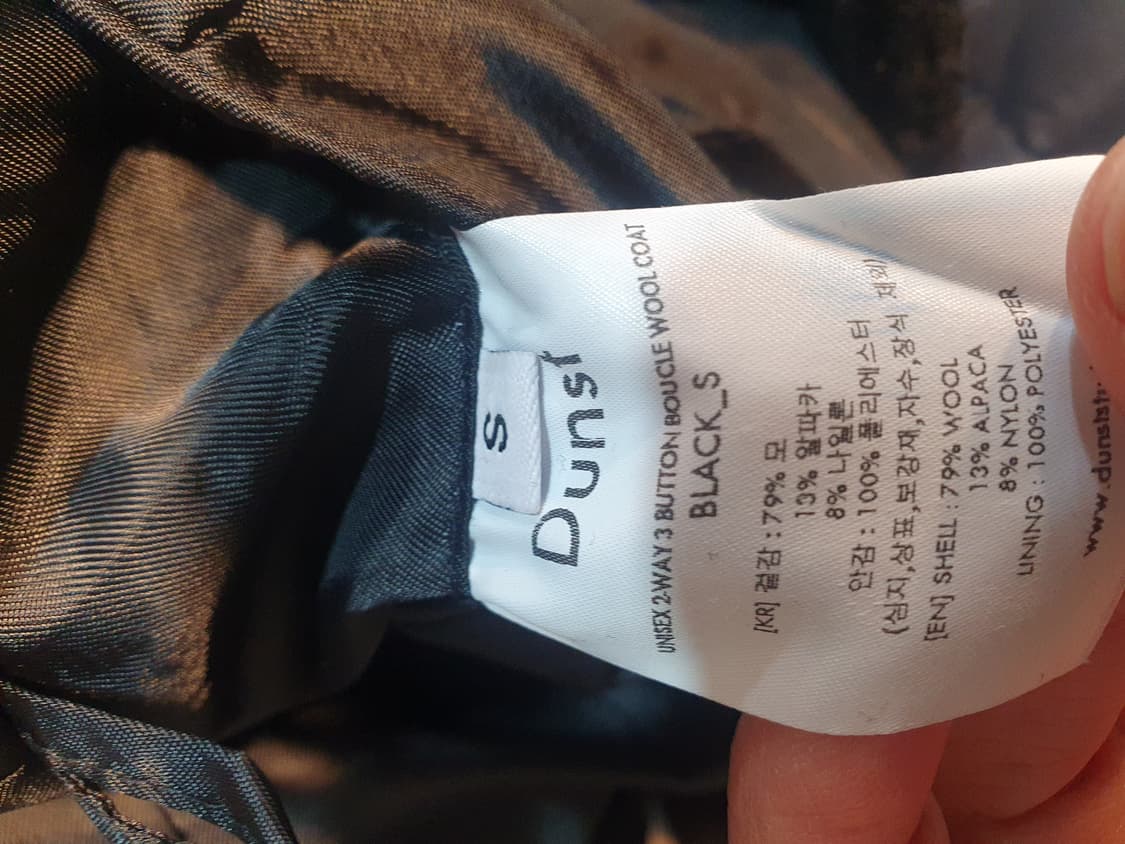 S
Dunst
UNISEX 2-WAY 3 BUTTON BOUCLE WOOL COAT
BLACK_S
[KR] 겉감 : 79% 모
13% 알파카
8% 나일론
안감 : 100% 폴리에스터
(심지,상표,보강재,자수,장식 제외)
[EN] SHELL : 79% WOOL
13% ALPACA
8% NYLON
LINING : 100% POLYESTER